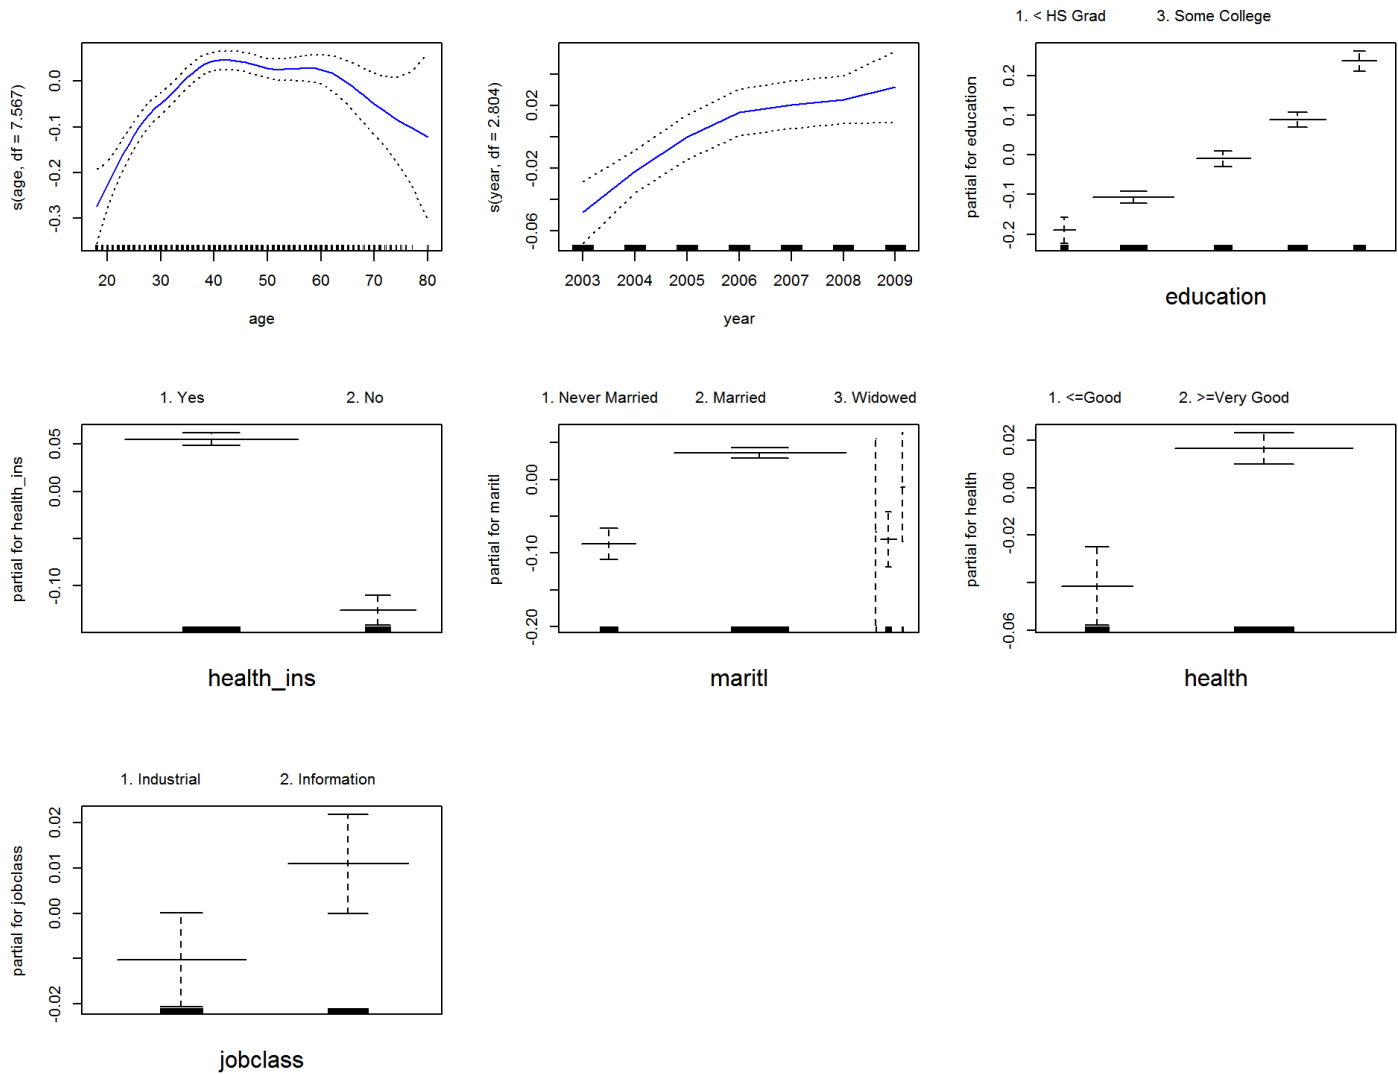 1. < HS Grad 3. Some College
s(age, df = 7.567)
0.0
-0.1
-0.2
-0.3
20 30 40 50 60 70 80
age
s(year, df = 2.804)
0.02
-0.02
-0.06
2003 2004 2005 2006 2007 2008 2009
year
partial for education
0.2
0.1
0.0
-0.1
-0.2
education
1. Yes 2. No
partial for health_ins
0.05
0.00
-0.10
health_ins
1. Never Married 2. Married 3. Widowed
partial for maritl
0.00
-0.10
-0.20
maritl
1. <=Good 2. >=Very Good
partial for health
0.02
0.00
-0.02
-0.06
health
1. Industrial 2. Information
partial for jobclass
0.02
0.01
0.00
-0.02
jobclass